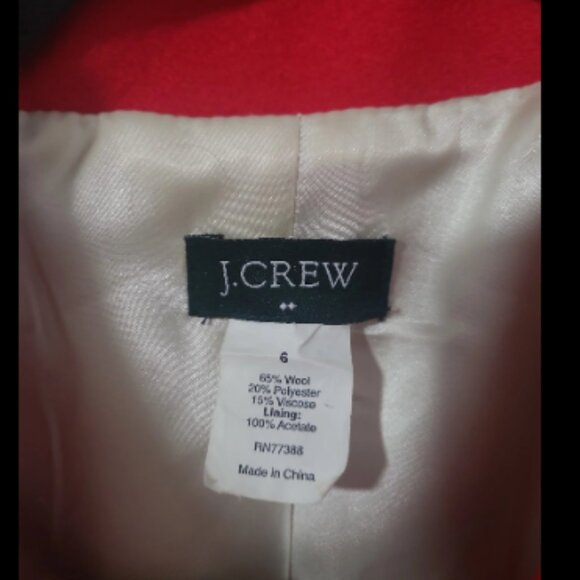 J.CREW
6
65% Wool
20% Polyester
15% Viscose
Lining:
100% Acetate
RN77388
Made in China